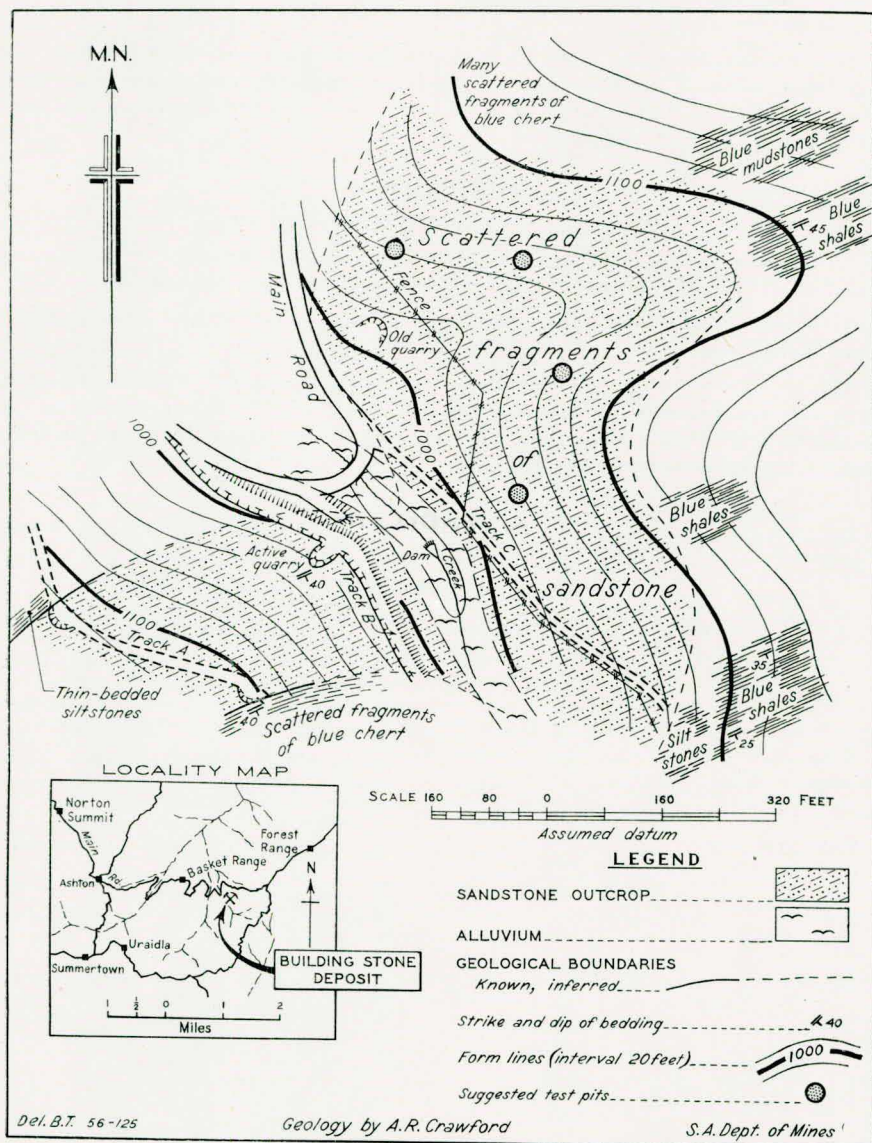 M.N.
Many
scattered
fragments of
blue chert
Blue
mudstones
1100
45
Blue
shales
Scattered
Fence
Main
Road
Old
quarry
fragments
1000
1000
of
Track C
Blue
shales
Active
quarry
40
Dam
Creek
Track B
sandstone
1100
Track A
35
Blue
shales
Thin-bedded
siltstones
40
Scattered fragments
of blue chert
Silt
stones
25
LOCALITY MAP
Norton
Summit
Main
Rd.
Forest
Range
Ashton
Basket Range
N
Uraidla
Summertown
BUILDING STONE
DEPOSIT
1 ½ 0 1 2
Miles
SCALE 160 80 0 160 320 FEET
Assumed datum
LEGEND
SANDSTONE OUTCROP
ALLUVIUM
GEOLOGICAL BOUNDARIES
Known, inferred
Strike and dip of bedding 40
Form lines (interval 20 feet) 1000
Suggested test pits
Del. B.T. 56-125
Geology by A.R. Crawford
S.A. Dept. of Mines